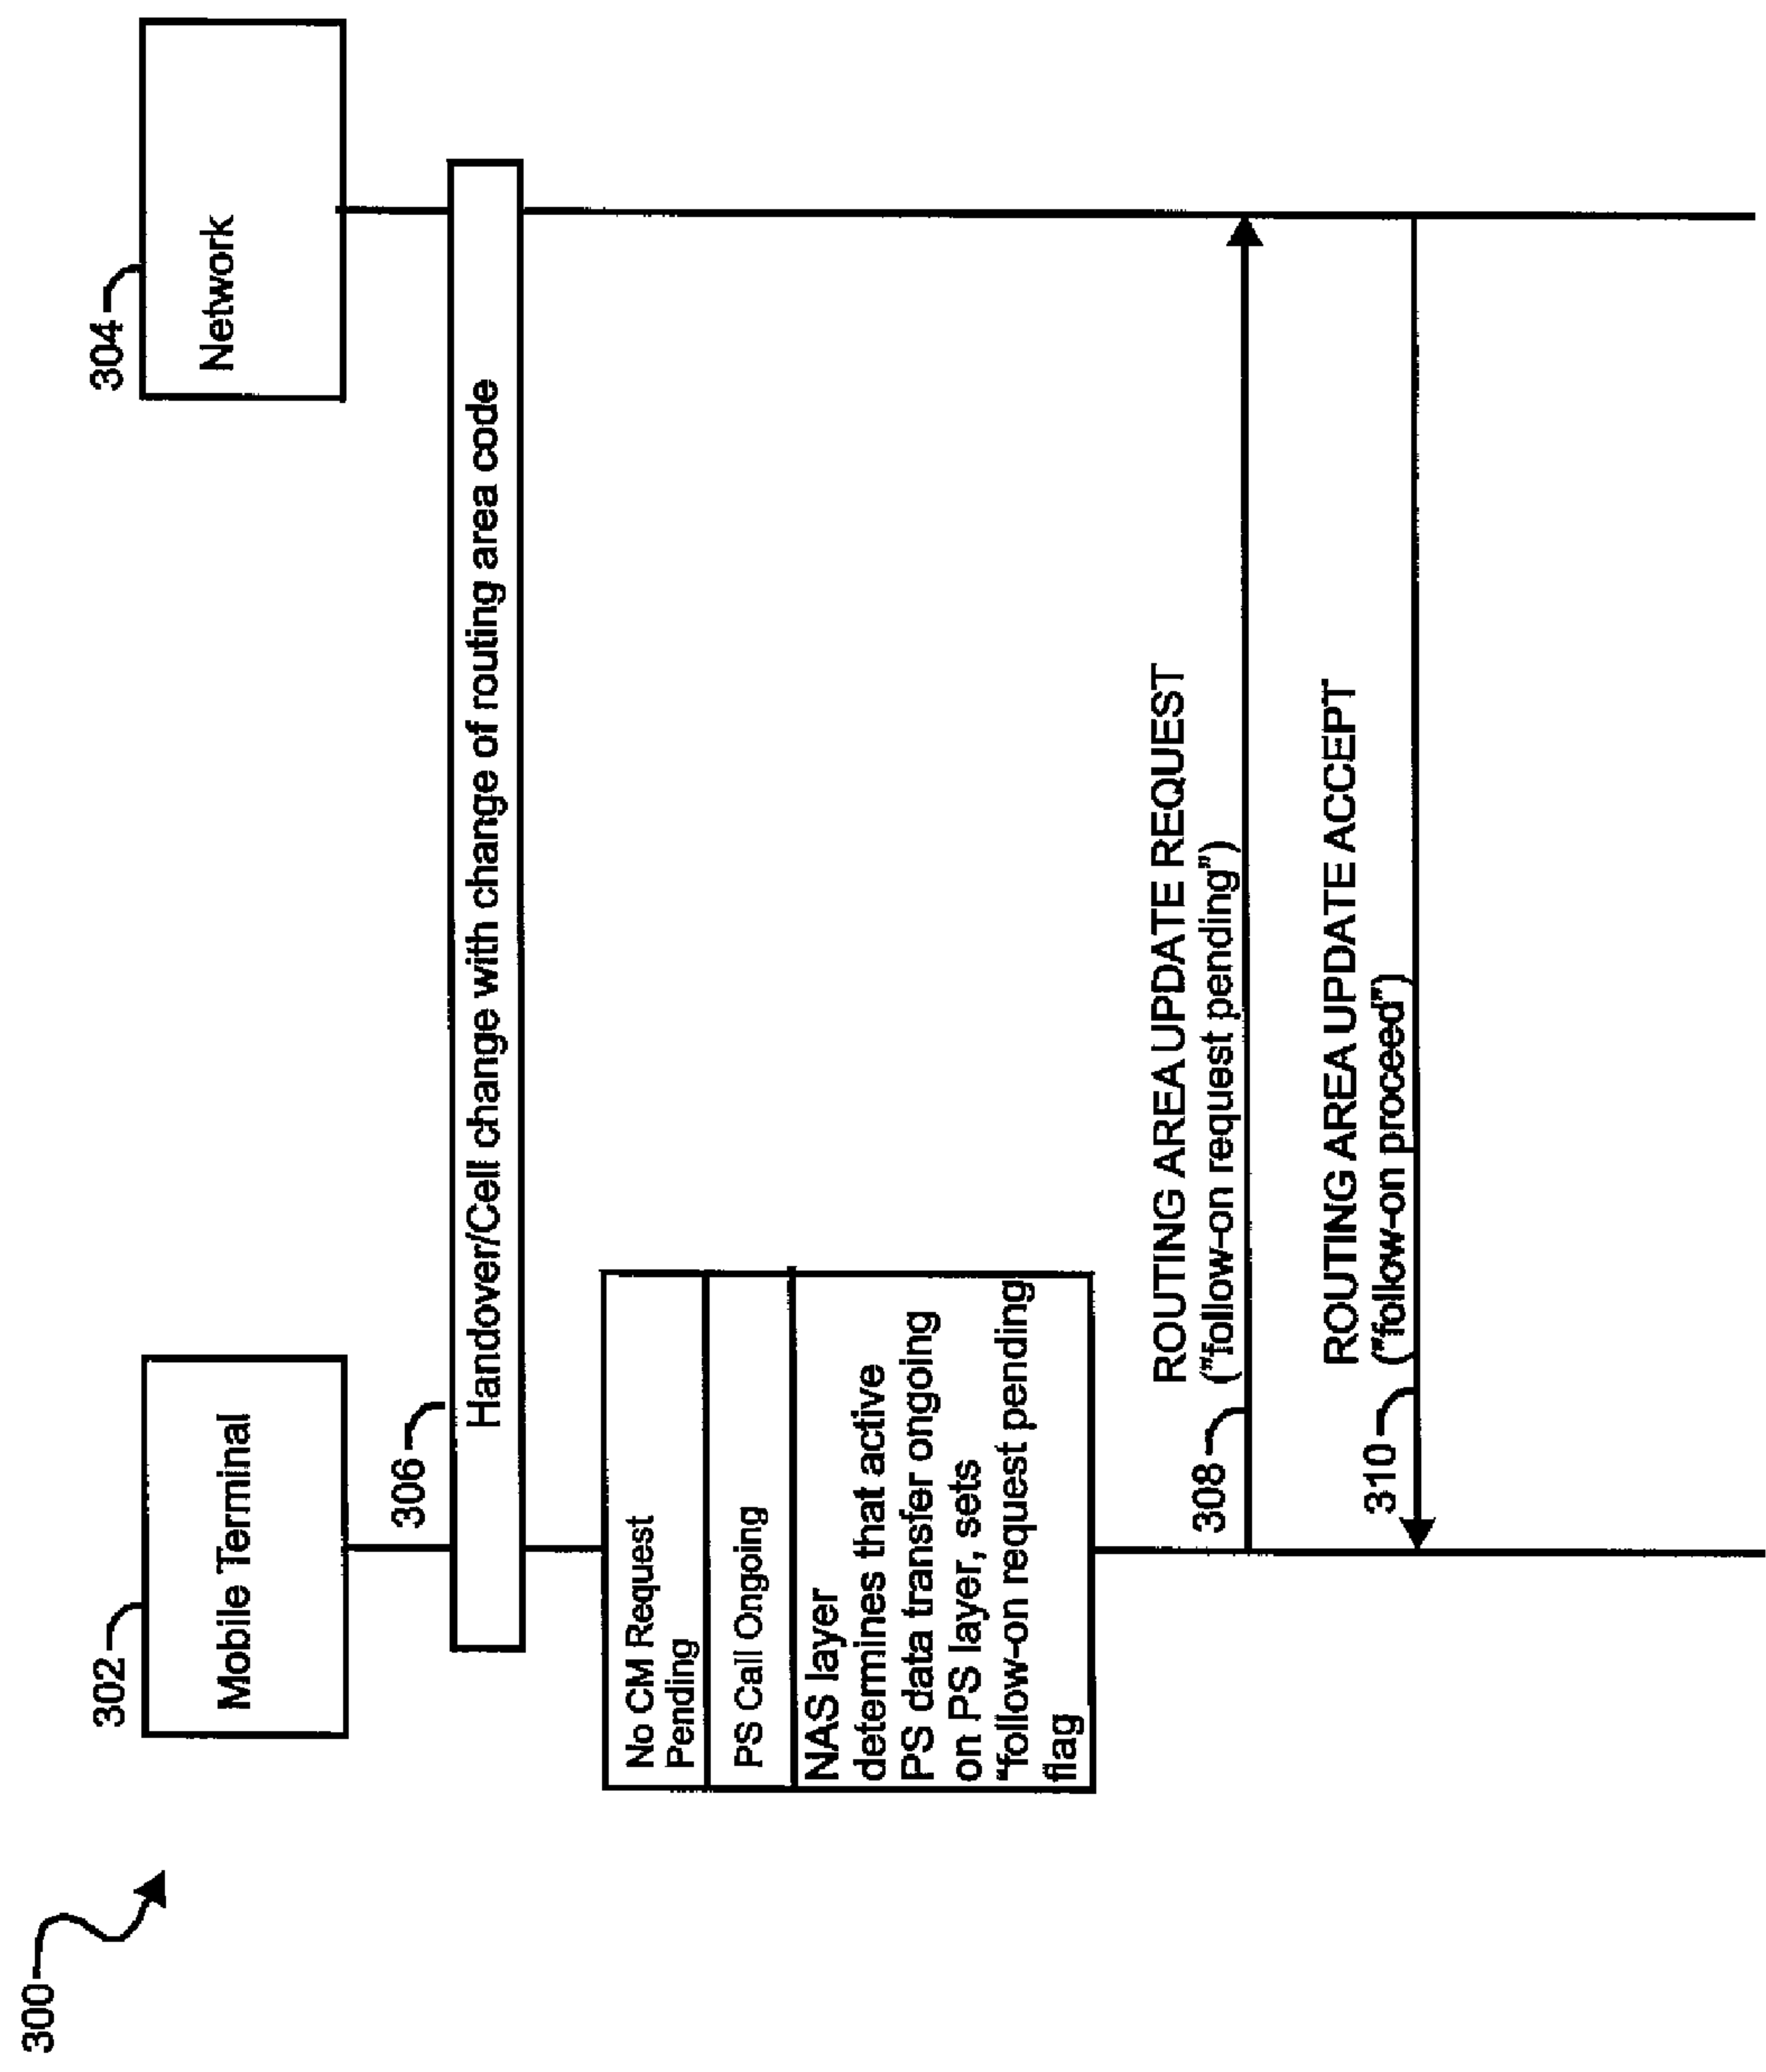 300
302
Mobile Terminal
304
Network
306
Handover/Cell change with change of routing area code
No CM Request
Pending
PS Call Ongoing
NAS layer
determines that active
PS data transfer ongoing
on PS layer, sets
“follow-on request pending
flag
308
ROUTING AREA UPDATE REQUEST
(”follow-on request pending”)
310
ROUTING AREA UPDATE ACCEPT
(”follow-on proceed”)